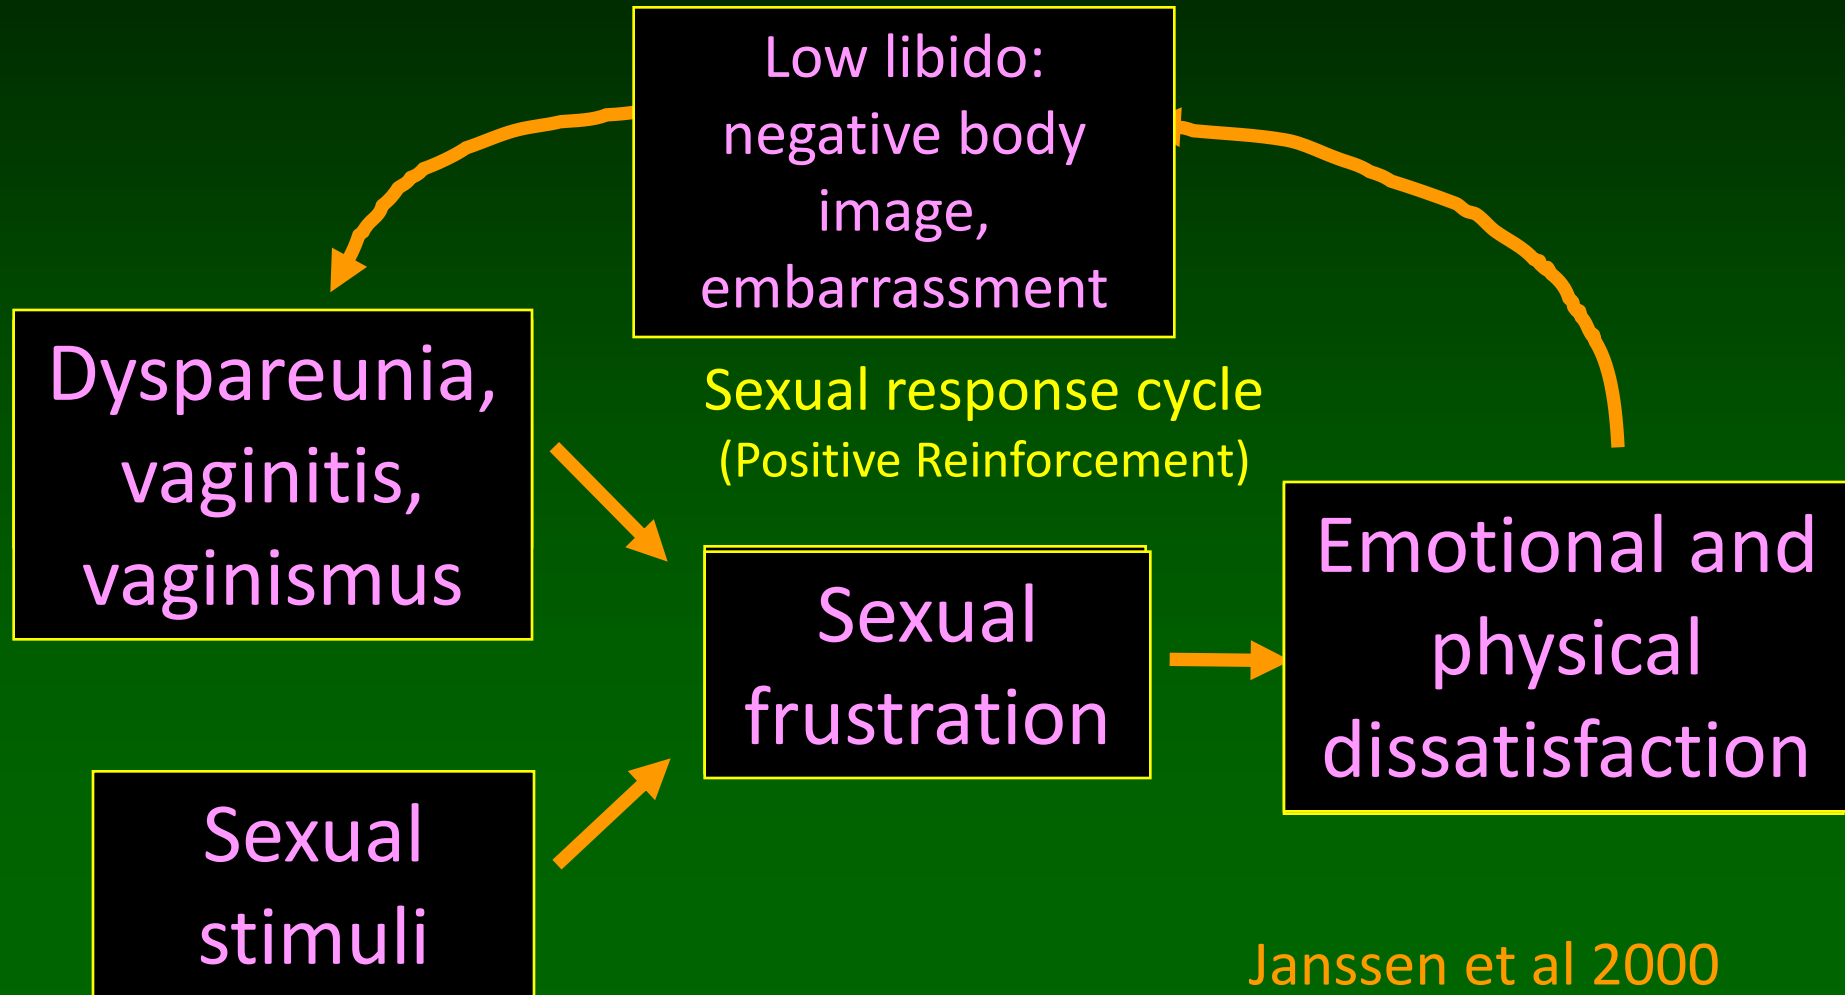 Low libido:
negative body
image,
embarrassment
Dyspareunia,
vaginitis,
vaginismus
Sexual response cycle
(Positive Reinforcement)
Sexual
frustration
Emotional and
physical
dissatisfaction
Sexual
stimuli
Janssen et al 2000